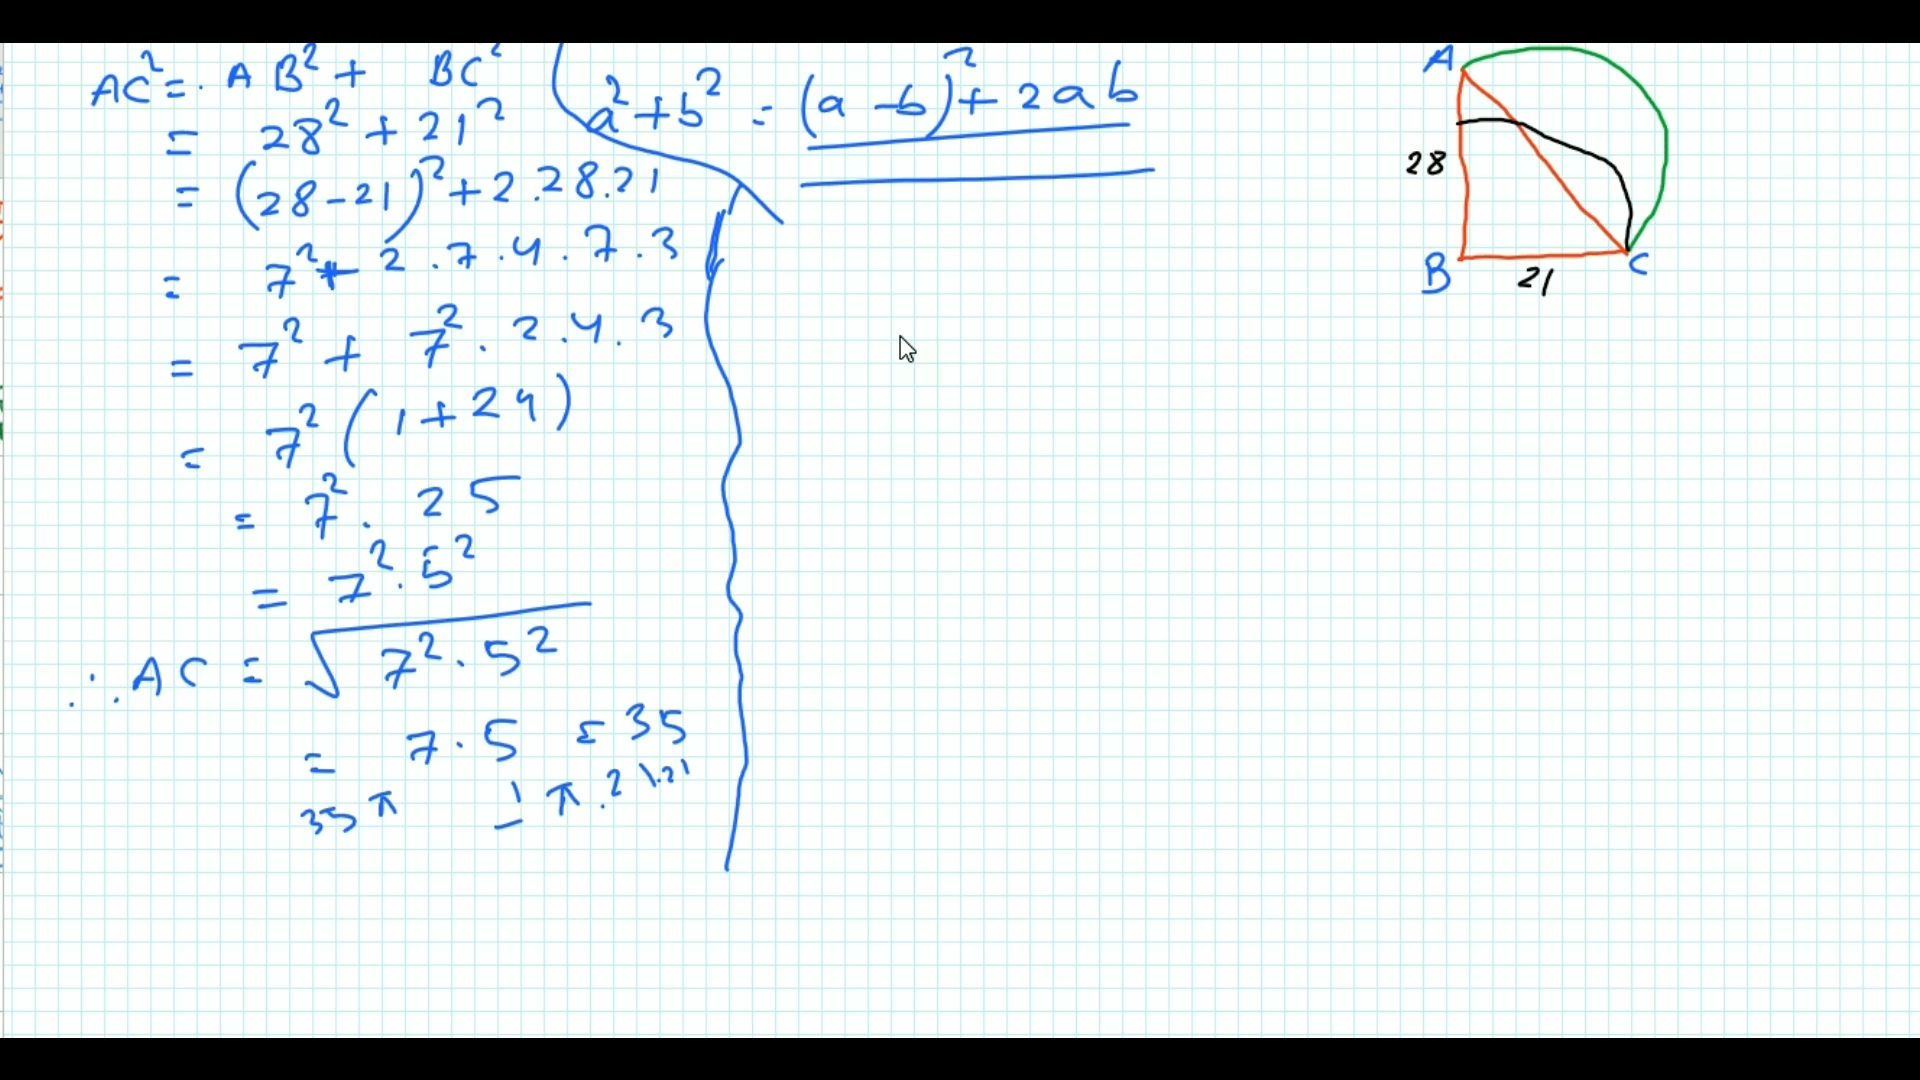 AC² = AB² + BC²
= 28² + 21²
= (28-21)² + 2.28.21
= 7² + 2.7.4.7.3
= 7² + 7².2.4.3
= 7² (1+24)
= 7². 25
= 7².5²
∴ AC = √7².5²
= 7.5 = 35
35π
a² + b² = (a-b)² + 2ab
A
28
B
21
C